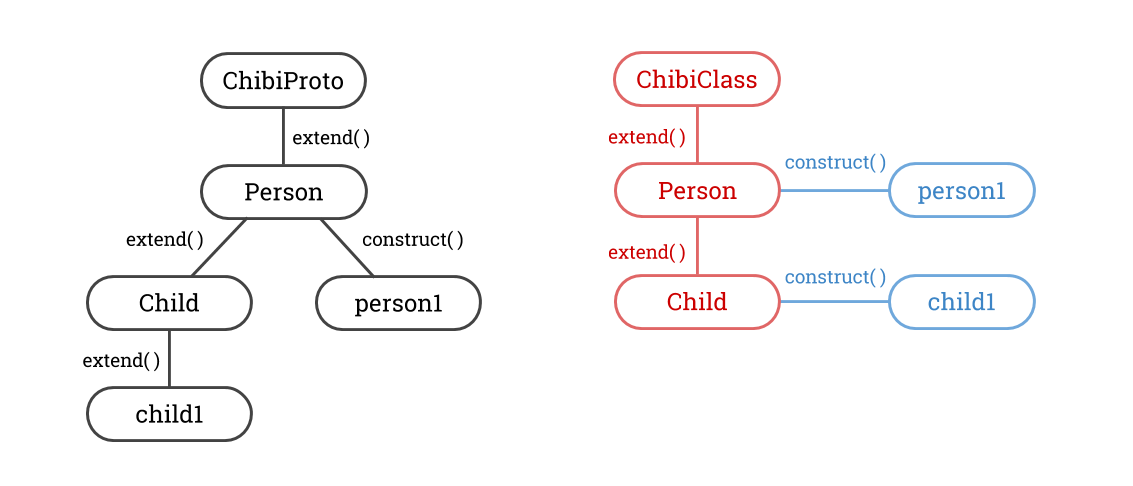 ChibiProto
extend( )
Person
extend( )
construct( )
Child
person1
extend( )
child1
ChibiClass
extend( )
construct( )
Person
person1
extend( )
construct( )
Child
child1